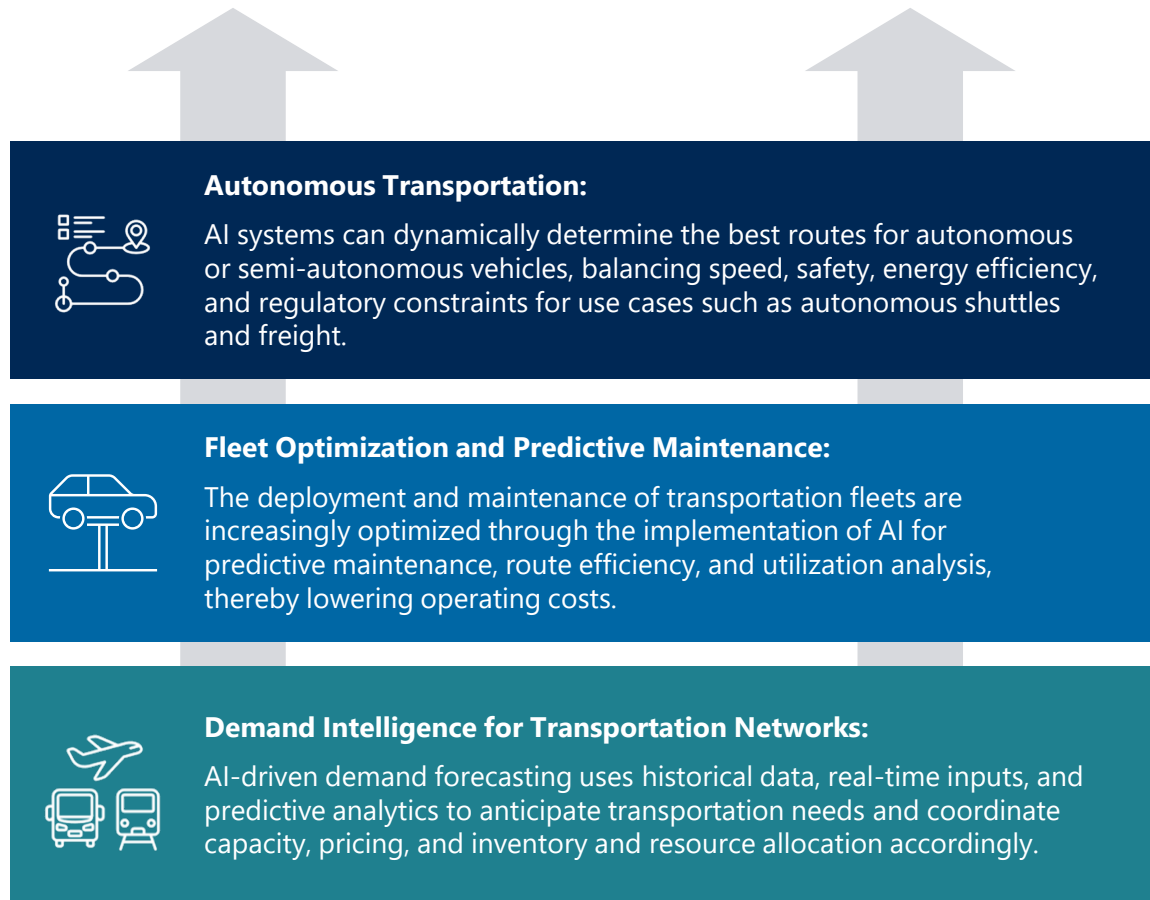 Autonomous Transportation:
AI systems can dynamically determine the best routes for autonomous
or semi-autonomous vehicles, balancing speed, safety, energy efficiency,
and regulatory constraints for use cases such as autonomous shuttles
and freight.
Fleet Optimization and Predictive Maintenance:
The deployment and maintenance of transportation fleets are
increasingly optimized through the implementation of AI for
predictive maintenance, route efficiency, and utilization analysis,
thereby lowering operating costs.
Demand Intelligence for Transportation Networks:
AI-driven demand forecasting uses historical data, real-time inputs, and
predictive analytics to anticipate transportation needs and coordinate
capacity, pricing, and inventory and resource allocation accordingly.